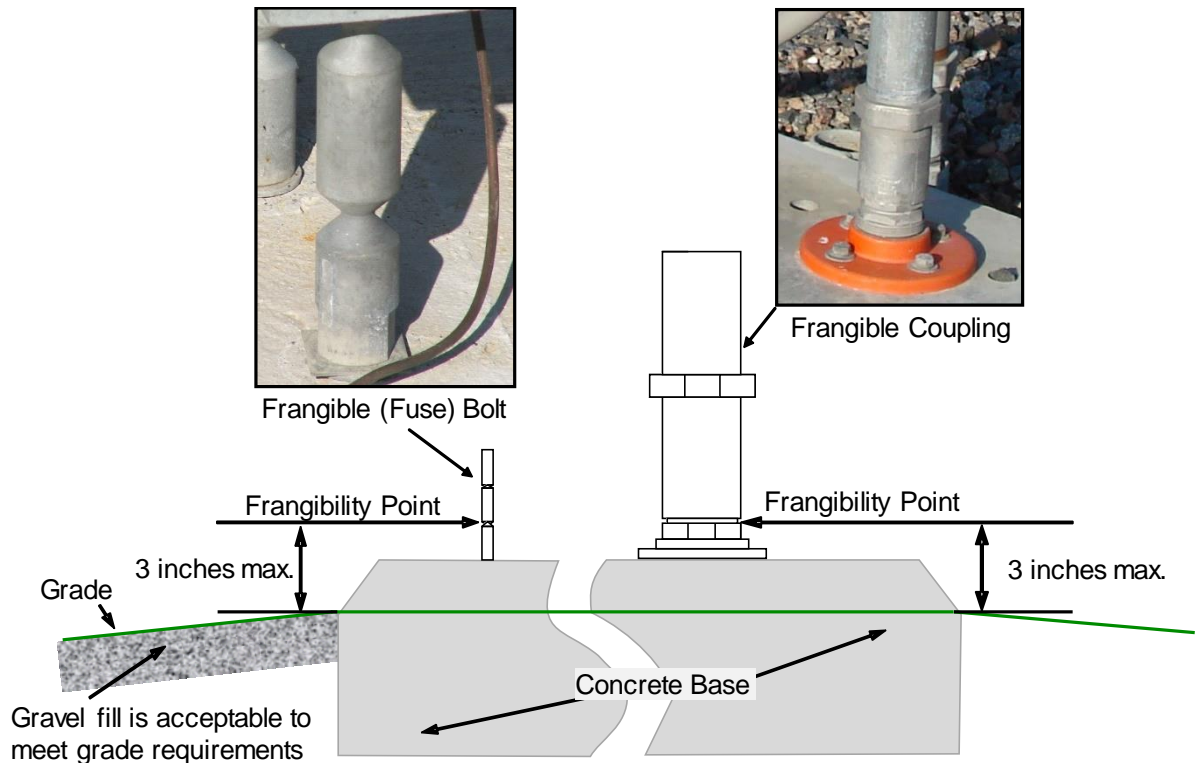 Frangible Coupling
Frangible (Fuse) Bolt
Frangibility Point
Frangibility Point
3 inches max.
3 inches max.
Grade
Concrete Base
Gravel fill is acceptable to
meet grade requirements